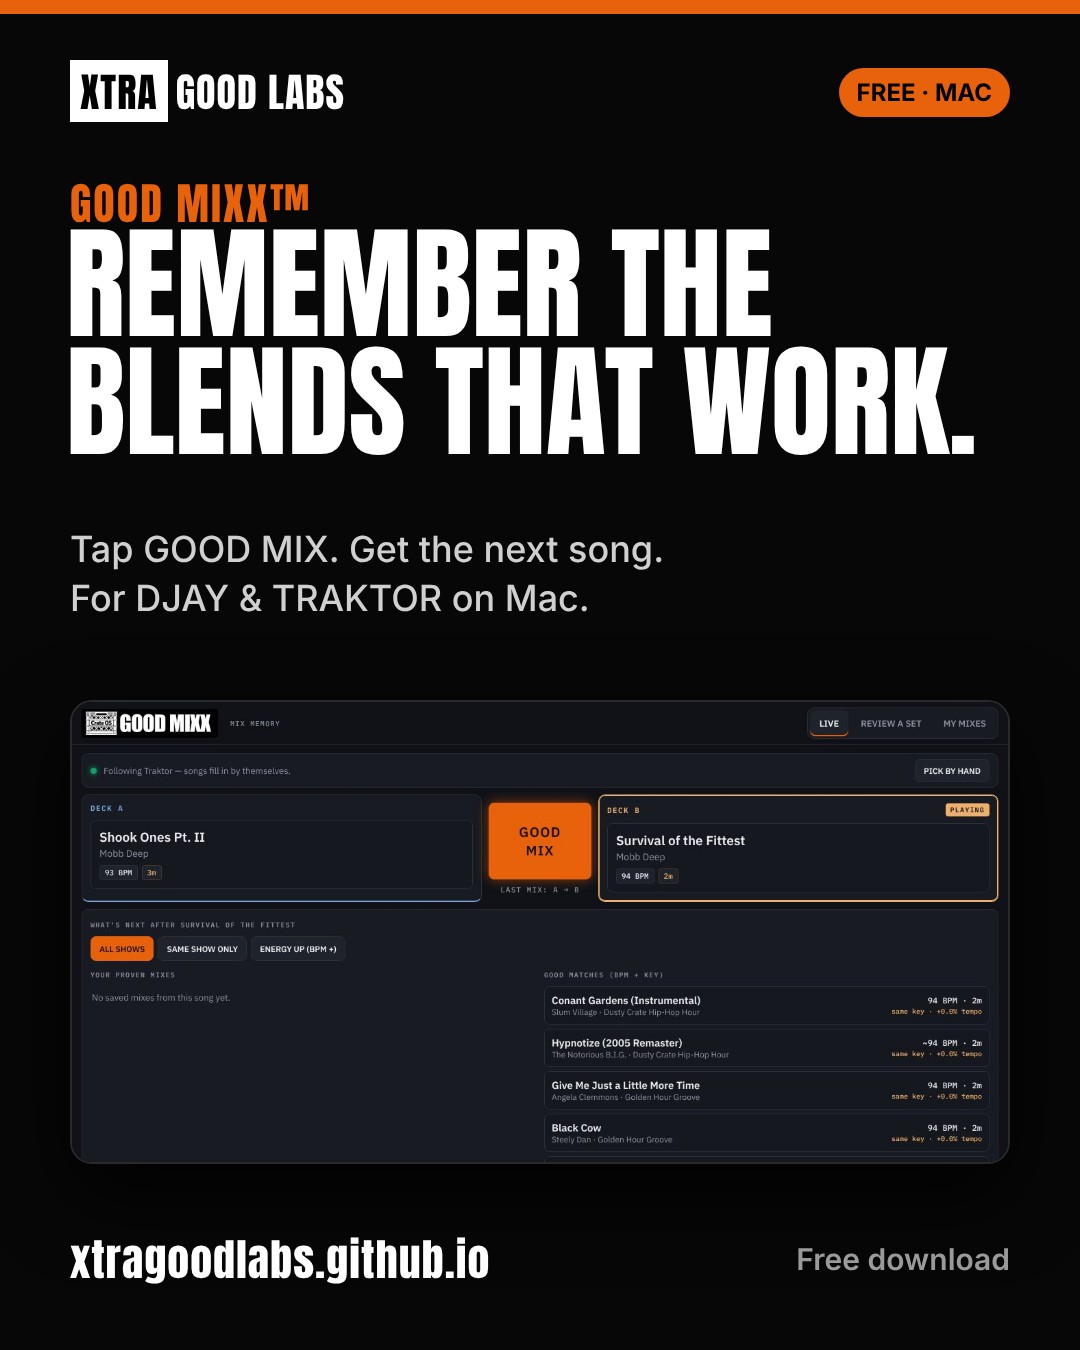 XTRA GOOD LABS
FREE · MAC
GOOD MIXX™
REMEMBER THE
BLENDS THAT WORK.
Tap GOOD MIX. Get the next song.
For DJAY & TRAKTOR on Mac.
Crate OS GOOD MIXX MIX MEMORY
LIVE REVIEW A SET MY MIXES
Following Traktor — songs fill in by themselves.
PICK BY HAND
DECK A
Shook Ones Pt. II
Mobb Deep
93 BPM 3m
GOOD
MIX
LAST MIX: A → B
DECK B PLAYING
Survival of the Fittest
Mobb Deep
94 BPM 2m
WHAT'S NEXT AFTER SURVIVAL OF THE FITTEST
ALL SHOWS SAME SHOW ONLY ENERGY UP (BPM +)
YOUR PROVEN MIXES
No saved mixes from this song yet.
GOOD MATCHES (BPM + KEY)
Conant Gardens (Instrumental) 94 BPM · 2m
Slum Village · Dusty Crate Hip-Hop Hour same key · +0.0% tempo
Hypnotize (2005 Remaster) ~94 BPM · 2m
The Notorious B.I.G. · Dusty Crate Hip-Hop Hour same key · +0.0% tempo
Give Me Just a Little More Time 94 BPM · 2m
Angela Clemmons · Golden Hour Groove same key · +0.0% tempo
Black Cow 94 BPM · 2m
Steely Dan · Golden Hour Groove same key · +0.0% tempo
xtragoodlabs.github.io
Free download